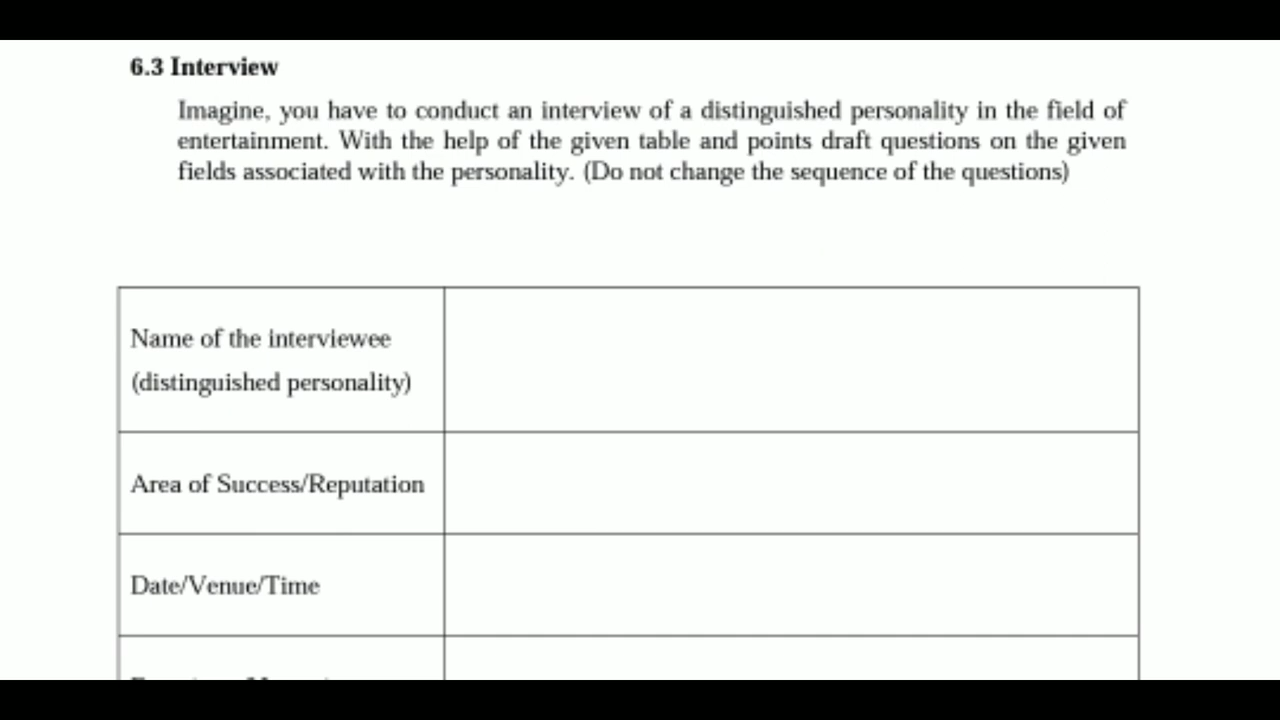 6.3 Interview
Imagine, you have to conduct an interview of a distinguished personality in the field of
entertainment. With the help of the given table and points draft questions on the given
fields associated with the personality. (Do not change the sequence of the questions)
Name of the interviewee
(distinguished personality)
Area of Success/Reputation
Date/Venue/Time